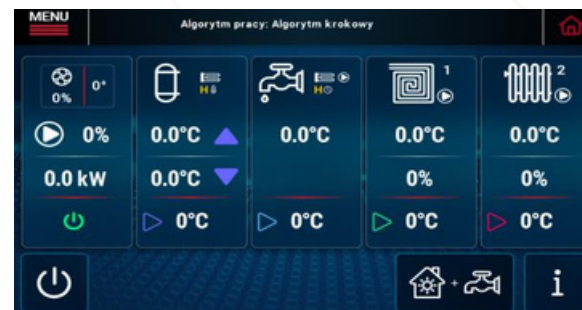 MENU
Algorytm pracy: Algorytm krokowy
0% 0°
H
H
1
2
0% 0.0°C 0.0°C 0.0°C 0.0°C
0.0 kW 0.0°C 0% 0%
0°C 0°C 0°C 0°C
+ i